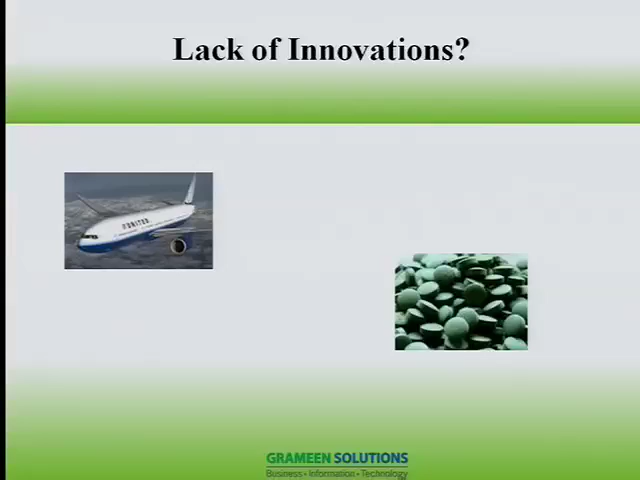 Lack of Innovations?
UNITED
GRAMEEN SOLUTIONS
Business • Information • Technology